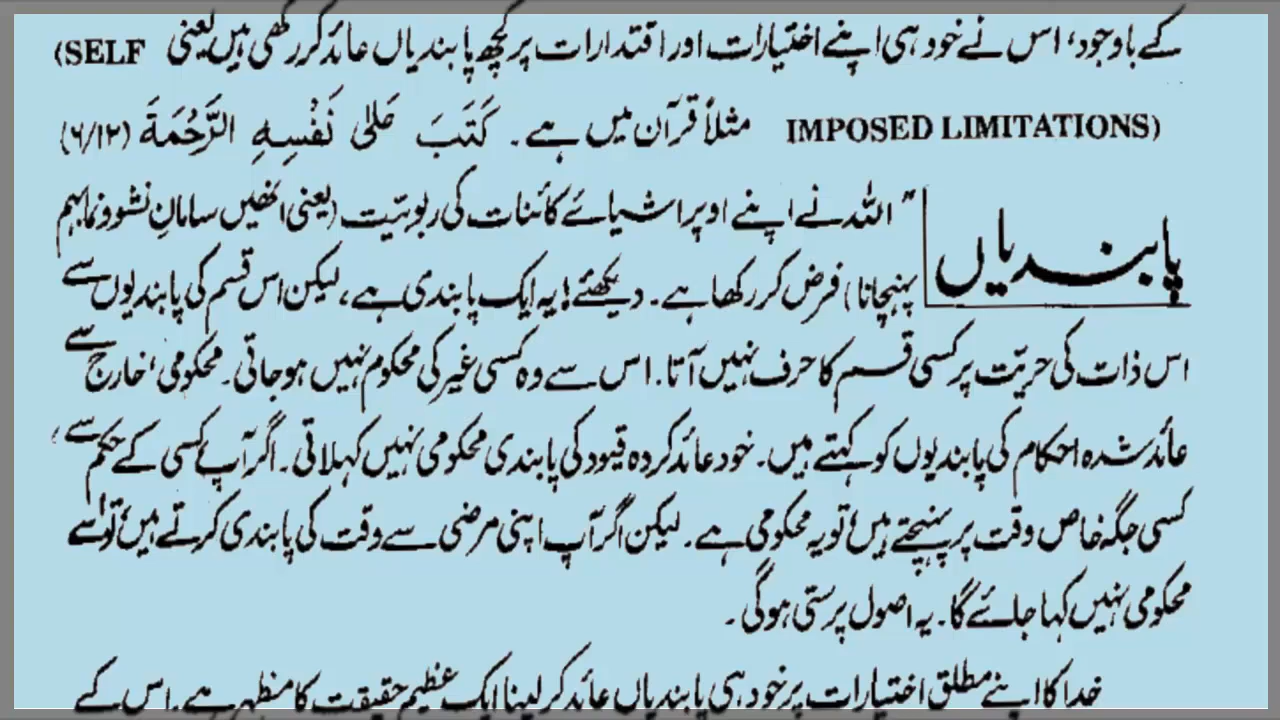 کے باوجود، اس نے خود ہی اپنے اختیارات اور اقتدارات پر کچھ پابندیاں عائد کر رکھی ہیں یعنی (SELF
IMPOSED LIMITATIONS) مثلاً قرآن میں ہے۔ كَتَبَ عَلىٰ نَفْسِهِ الرَّحْمَةَ (۶/۱۲)
پابندیاں
"اللہ نے اپنے اوپر اشیائے کائنات کی ربوبیت (یعنی انھیں سامانِ نشوونما بہم
پہنچانا) فرض کر رکھا ہے۔ دیکھئے! یہ ایک پابندی ہے، لیکن اس قسم کی پابندیوں سے
اس ذات کی حریّت پر کسی قسم کا حرف نہیں آتا۔ اس سے وہ کسی غیر کی محکوم نہیں ہو جاتی۔ محکومی، خارج سے
عائد شدہ احکام کی پابندیوں کو کہتے ہیں۔ خود عائد کردہ قیود کی پابندی محکومی نہیں کہلاتی۔ اگر آپ کسی کے حکم سے،
کسی جگہ خاص وقت پر پہنچتے ہیں، تو یہ محکومی ہے۔ لیکن اگر آپ اپنی مرضی سے وقت کی پابندی کرتے ہیں، تو اسے
محکومی نہیں کہا جائے گا۔ یہ اصول پرستی ہوگی۔
خدا کا اپنے مطلق اختیارات پر خود ہی پابندیاں عائد کر لینا ایک عظیم حقیقت کا مظہر ہے۔ اس کے